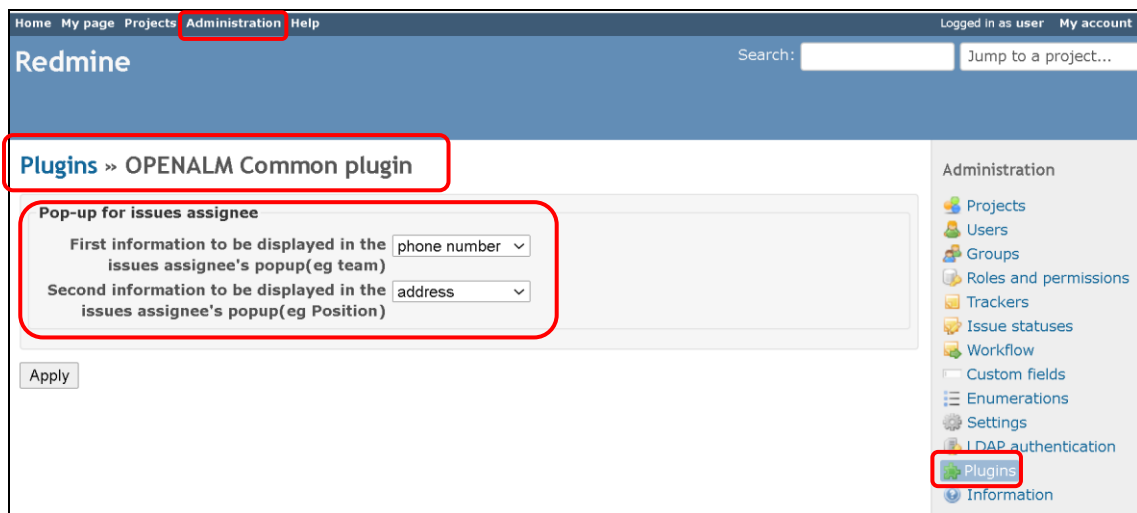 Home My page Projects Administration Help
Logged in as user My account
Redmine
Search:
Jump to a project...
Plugins » OPENALM Common plugin
Pop-up for issues assignee
First information to be displayed in the phone number
issues assignee's popup(eg team)
Second information to be displayed in the address
issues assignee's popup(eg Position)
Apply
Administration
Projects
Users
Groups
Roles and permissions
Trackers
Issue statuses
Workflow
Custom fields
Enumerations
Settings
LDAP authentication
Plugins
Information